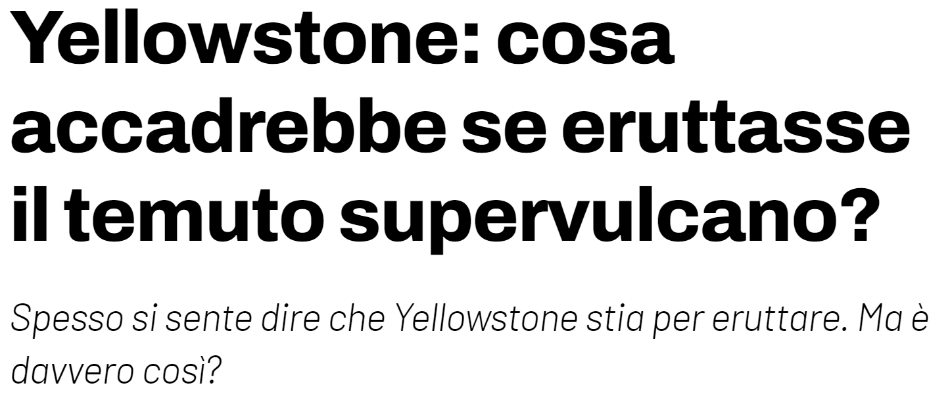 Yellowstone: cosa
accadrebbe se eruttasse
il temuto supervulcano?
Spesso si sente dire che Yellowstone stia per eruttare. Ma è
davvero così?